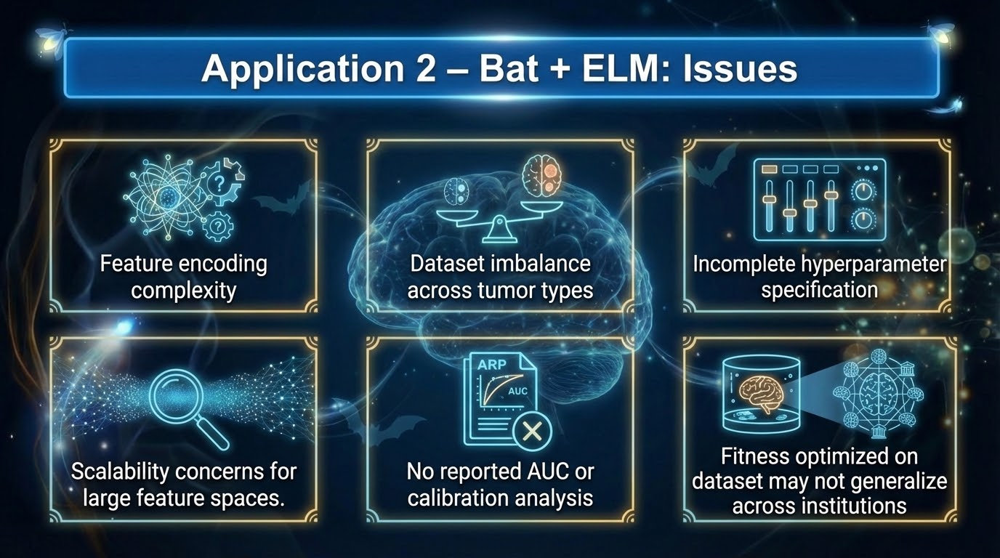 Application 2 – Bat + ELM: Issues
? ?
Feature encoding
complexity
Dataset imbalance
across tumor types
Incomplete hyperparameter
specification
Scalability concerns for
large feature spaces.
ARP
AUC
No reported AUC or
calibration analysis
Fitness optimized on
dataset may not generalize
across institutions